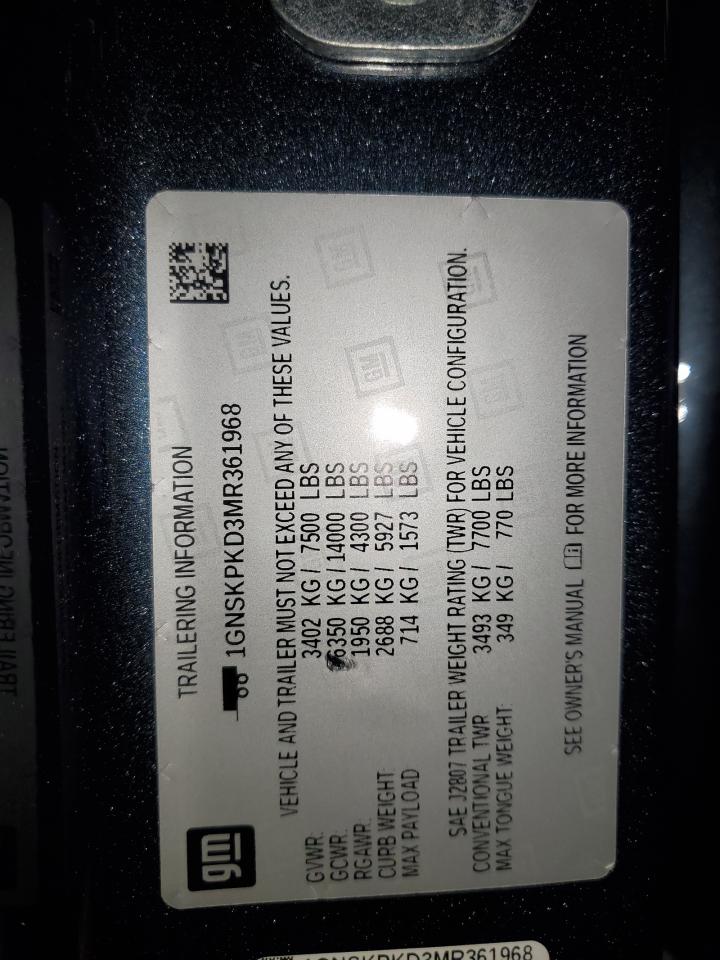 gm
TRAILERING INFORMATION
1GNSKPKD3MR361968
VEHICLE AND TRAILER MUST NOT EXCEED ANY OF THESE VALUES.
GVWR: 3402 KG / 7500 LBS
GCWR: 6350 KG / 14000 LBS
RGAWR: 1950 KG / 4300 LBS
CURB WEIGHT: 2688 KG / 5927 LBS
MAX PAYLOAD 714 KG / 1573 LBS
SAE J2807 TRAILER WEIGHT RATING (TWR) FOR VEHICLE CONFIGURATION.
CONVENTIONAL TWR 3493 KG / 7700 LBS
MAX TONGUE WEIGHT: 349 KG / 770 LBS
SEE OWNER'S MANUAL FOR MORE INFORMATION
1GNSKPKD3MR361968